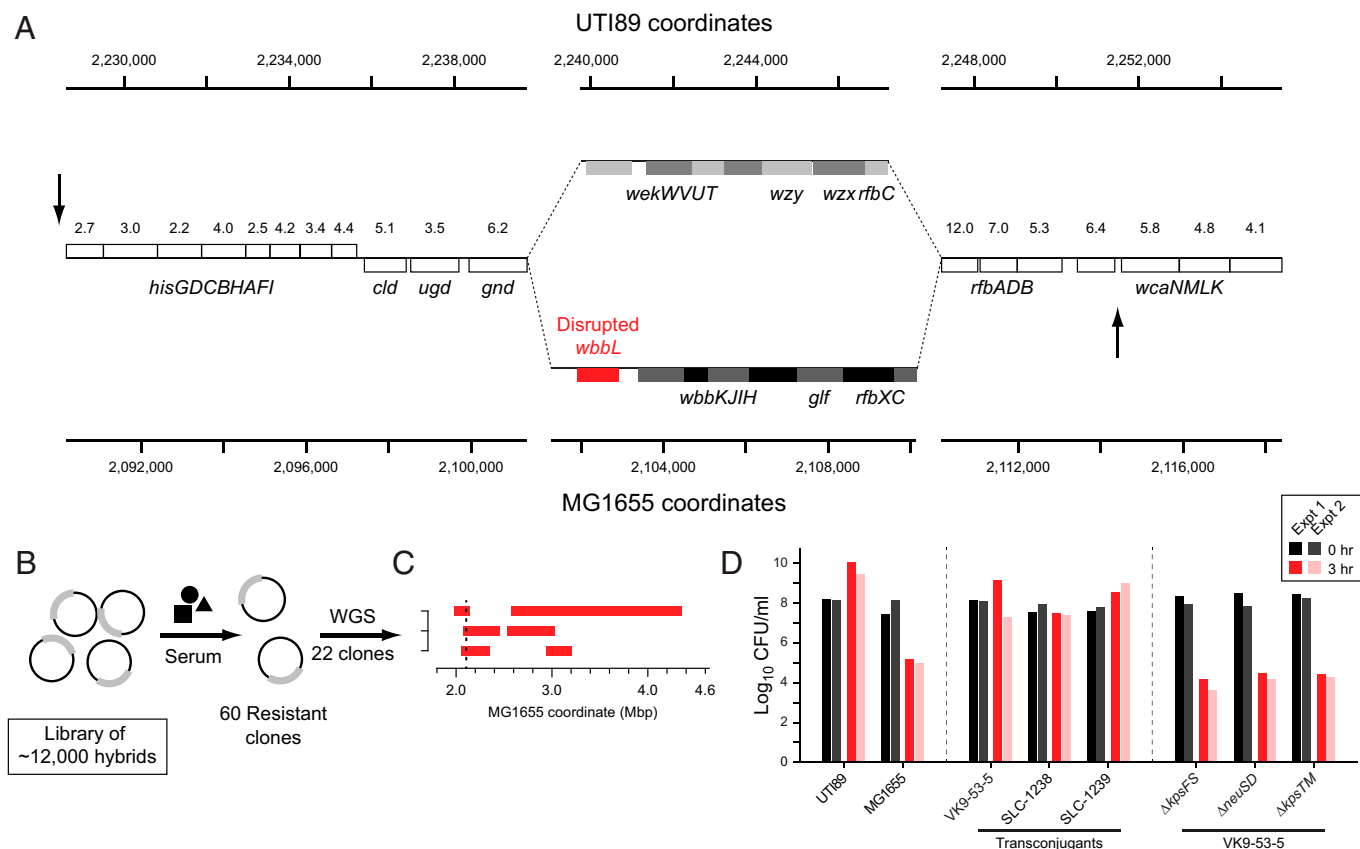 A
UTI89 coordinates
2,230,000 2,234,000 2,238,000 2,240,000 2,244,000 2,248,000 2,252,000
wekWVUT wzy wzx rfbC
2.7 3.0 2.2 4.0 2.5 4.2 3.4 4.4 5.1 3.5 6.2 12.0 7.0 5.3 6.4 5.8 4.8 4.1
hisGDCBHAFI cld ugd gnd rfbADB wcaNMLK
Disrupted
wbbL
wbbKJIH glf rfbXC
2,092,000 2,096,000 2,100,000 2,104,000 2,108,000 2,112,000 2,116,000
MG1655 coordinates
B
Serum
WGS
22 clones
Library of
~12,000 hybrids
60 Resistant
clones
C
2.0 3.0 4.0 4.6
MG1655 coordinate (Mbp)
D
Expt 1
Expt 2
0 hr
3 hr
Log10 CFU/ml
10
8
6
4
2
0
UTI89
MG1655
VK9-53-5
SLC-1238
SLC-1239
ΔkpsFS
ΔneuSD
ΔkpsTM
Transconjugants
VK9-53-5